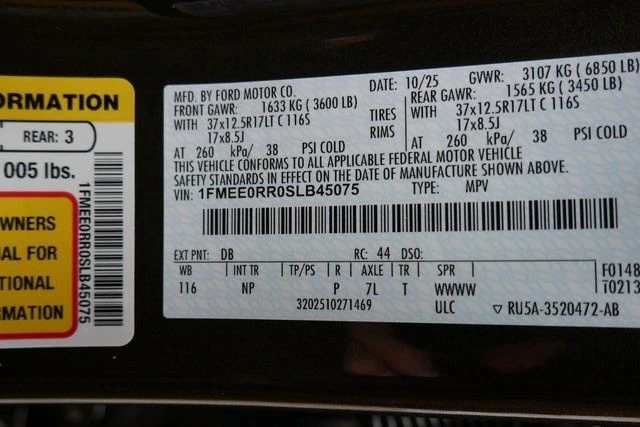 ORMATION
REAR: 3
005 lbs.
WNERS
AL FOR
TIONAL
MATION
1FMEE0RR0SLB45075
MFD. BY FORD MOTOR CO.
DATE: 10/25 GVWR: 3107 KG (6850 LB)
FRONT GAWR: 1633 KG (3600 LB) REAR GAWR: 1565 KG (3450 LB)
WITH 37x12.5R17LT C 116S TIRES WITH 37x12.5R17LT C 116S
17x8.5J RIMS 17x8.5J
AT 260 kPa/ 38 PSI COLD AT 260 kPa/ 38 PSI COLD
THIS VEHICLE CONFORMS TO ALL APPLICABLE FEDERAL MOTOR VEHICLE
SAFETY STANDARDS IN EFFECT ON THE DATE OF MANUFACTURE SHOWN ABOVE.
VIN: 1FMEE0RR0SLB45075 TYPE: MPV
EXT PNT: DB RC: 44 DSO:
WB INT TR TP/PS R AXLE TR SPR F0148
116 NP P 7L T WWWW T0213
3202510271469 ULC ▽ RU5A-3520472-AB